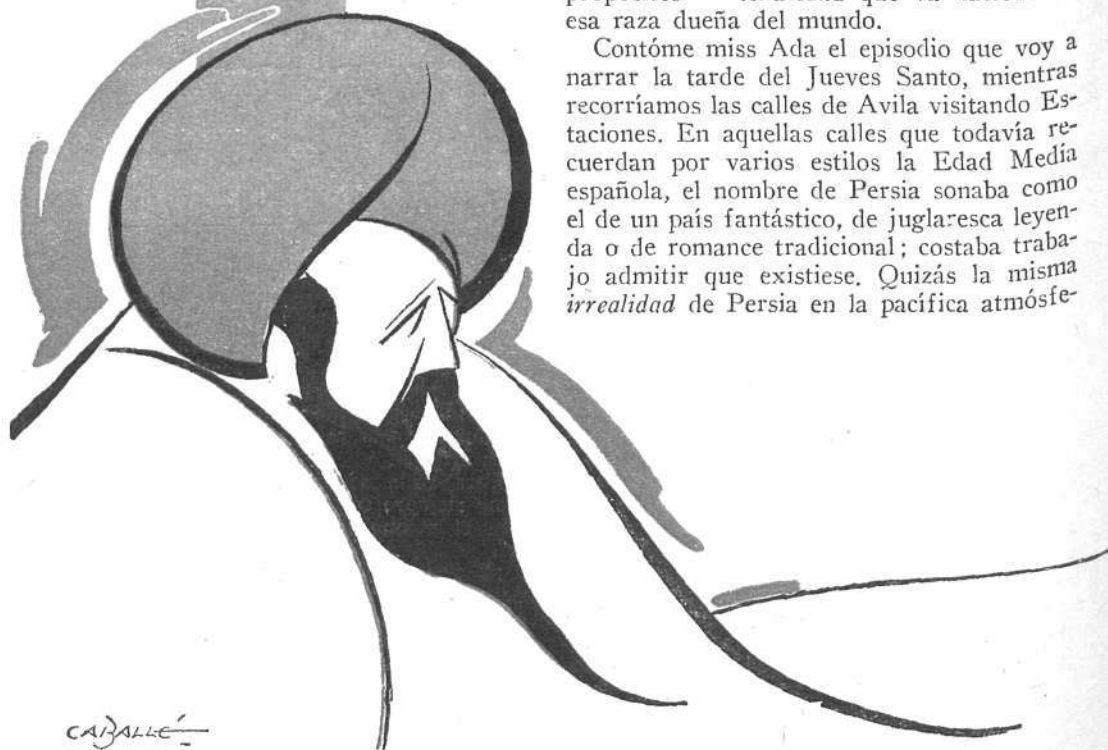 esa raza dueña del mundo.
Contóme miss Ada el episodio que voy a
narrar la tarde del Jueves Santo, mientras
recorríamos las calles de Avila visitando Es-
taciones. En aquellas calles que todavía re-
cuerdan por varios estilos la Edad Media
española, el nombre de Persia sonaba como
el de un país fantástico, de juglaresca leyen-
da o de romance tradicional; costaba traba-
jo admitir que existiese. Quizás la misma
irrealidad de Persia en la pacífica atmósfe-
CABALLÉ